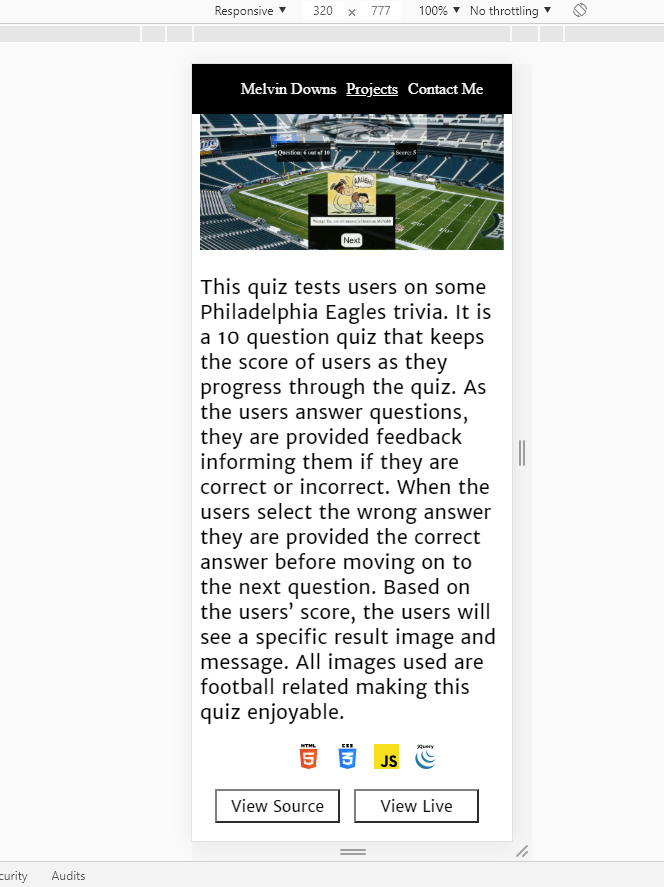 Responsive ▼ 320 x 777 100% ▼ No throttling ▼
Melvin Downs Projects Contact Me
Question: 6 out of 10 Score: 5
AAUGH!
Next
This quiz tests users on some
Philadelphia Eagles trivia. It is
a 10 question quiz that keeps
the score of users as they
progress through the quiz. As
the users answer questions,
they are provided feedback
informing them if they are
correct or incorrect. When the
users select the wrong answer
they are provided the correct
answer before moving on to
the next question. Based on
the users’ score, the users will
see a specific result image and
message. All images used are
football related making this
quiz enjoyable.
HTML 5 CSS 3 JS jQuery
View Source View Live
curity Audits